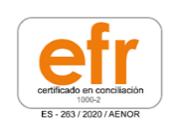 efr
certificado en conciliación
1000-2
ES - 263 / 2020 / AENOR